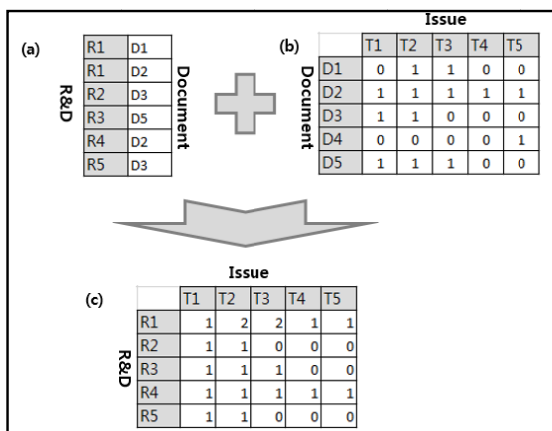 (a)
R&D
R1 D1
R1 D2
R2 D3
R3 D5
R4 D2
R5 D3
Document
(b)
Issue
Document
T1 T2 T3 T4 T5
D1 0 1 1 0 0
D2 1 1 1 1 1
D3 1 1 0 0 0
D4 0 0 0 0 1
D5 1 1 1 0 0
(c)
Issue
R&D
T1 T2 T3 T4 T5
R1 1 2 2 1 1
R2 1 1 0 0 0
R3 1 1 1 0 0
R4 1 1 1 1 1
R5 1 1 0 0 0